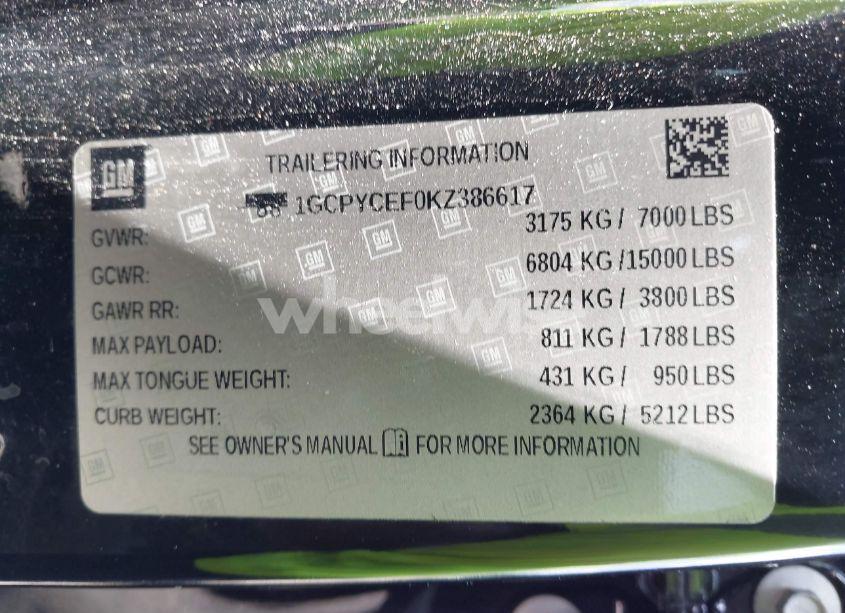 GM
TRAILERING INFORMATION
1GCPYCEF0KZ386617
GVWR: 3175 KG / 7000 LBS
GCWR: 6804 KG /15000 LBS
GAWR RR: 1724 KG / 3800 LBS
MAX PAYLOAD: 811 KG / 1788 LBS
MAX TONGUE WEIGHT: 431 KG / 950 LBS
CURB WEIGHT: 2364 KG / 5212 LBS
SEE OWNER'S MANUAL FOR MORE INFORMATION